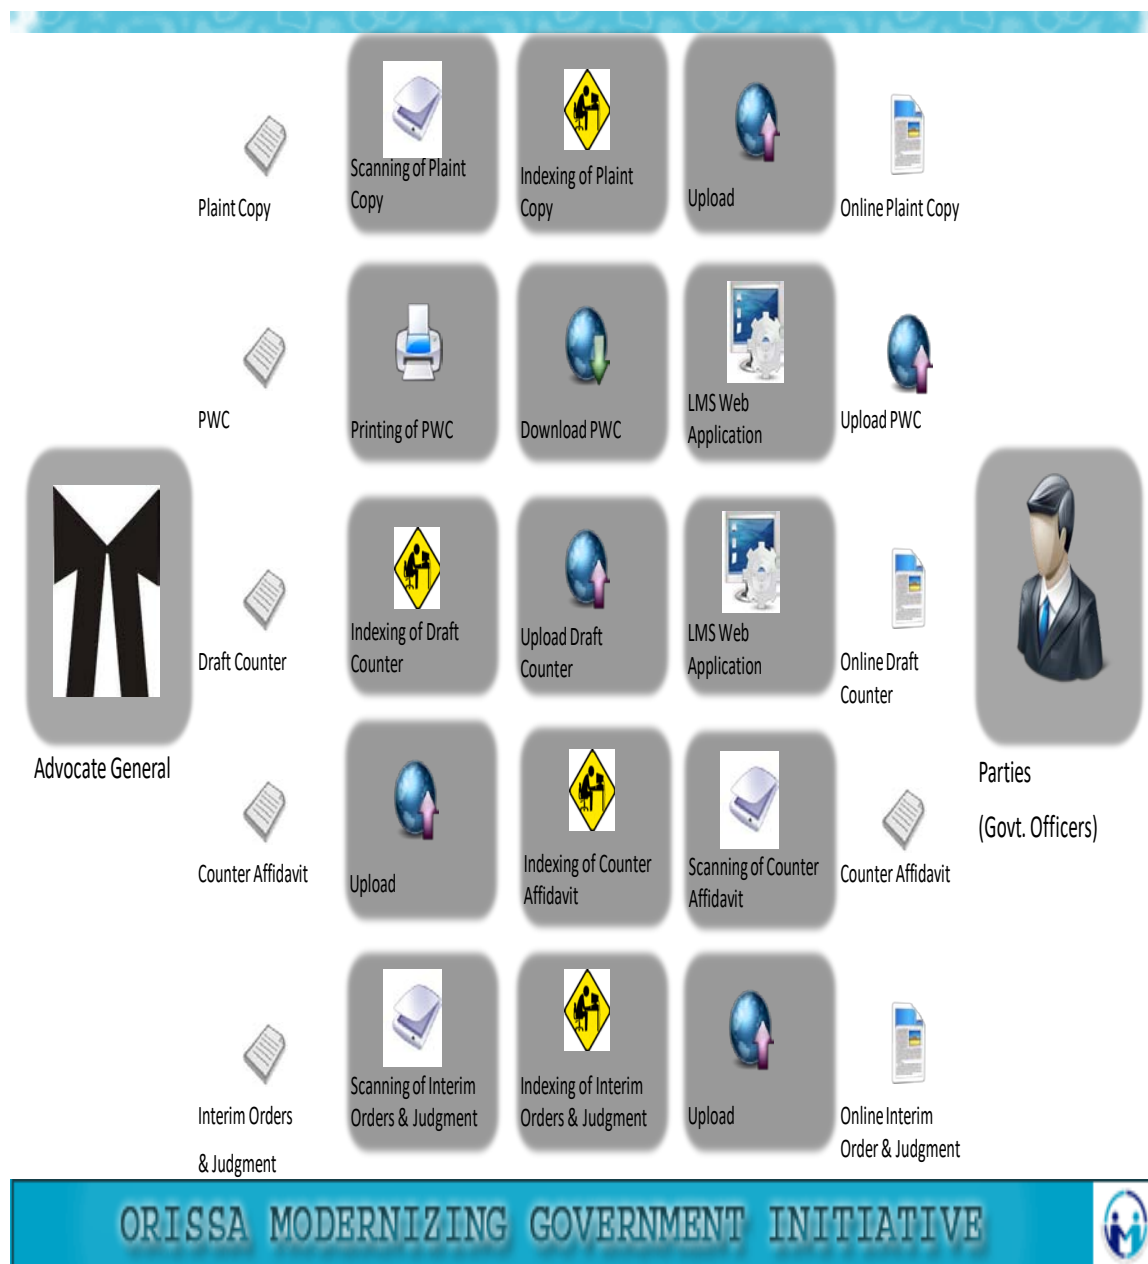 Plaint Copy
Scanning of Plaint
Copy
Indexing of Plaint
Copy
Upload
Online Plaint Copy
PWC
Printing of PWC
Download PWC
LMS Web
Application
Upload PWC
Draft Counter
Indexing of Draft
Counter
Upload Draft
Counter
LMS Web
Application
Online Draft
Counter
Advocate General
Parties
(Govt. Officers)
Counter Affidavit
Upload
Indexing of Counter
Affidavit
Scanning of Counter
Affidavit
Counter Affidavit
Interim Orders
& Judgment
Scanning of Interim
Orders & Judgment
Indexing of Interim
Orders & Judgment
Upload
Online Interim
Order & Judgment
ORISSA MODERNIZING GOVERNMENT INITIATIVE